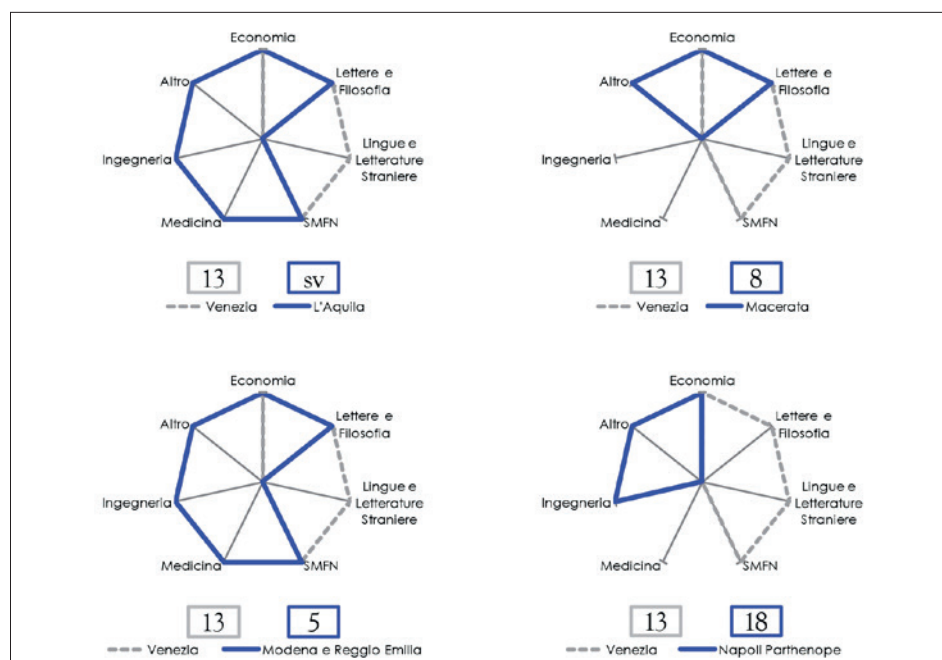 Economia
Altro
Lettere e
Filosofia
Ingegneria
Lingue e
Letterature
Straniere
Medicina
SMFN
13
sv
Venezia
L'Aquila
Economia
Altro
Lettere e
Filosofia
Ingegneria
Lingue e
Letterature
Straniere
Medicina
SMFN
13
8
Venezia
Macerata
Economia
Altro
Lettere e
Filosofia
Ingegneria
Lingue e
Letterature
Straniere
Medicina
SMFN
13
5
Venezia
Modena e Reggio Emilia
Economia
Altro
Lettere e
Filosofia
Ingegneria
Lingue e
Letterature
Straniere
Medicina
SMFN
13
18
Venezia
Napoli Parthenope